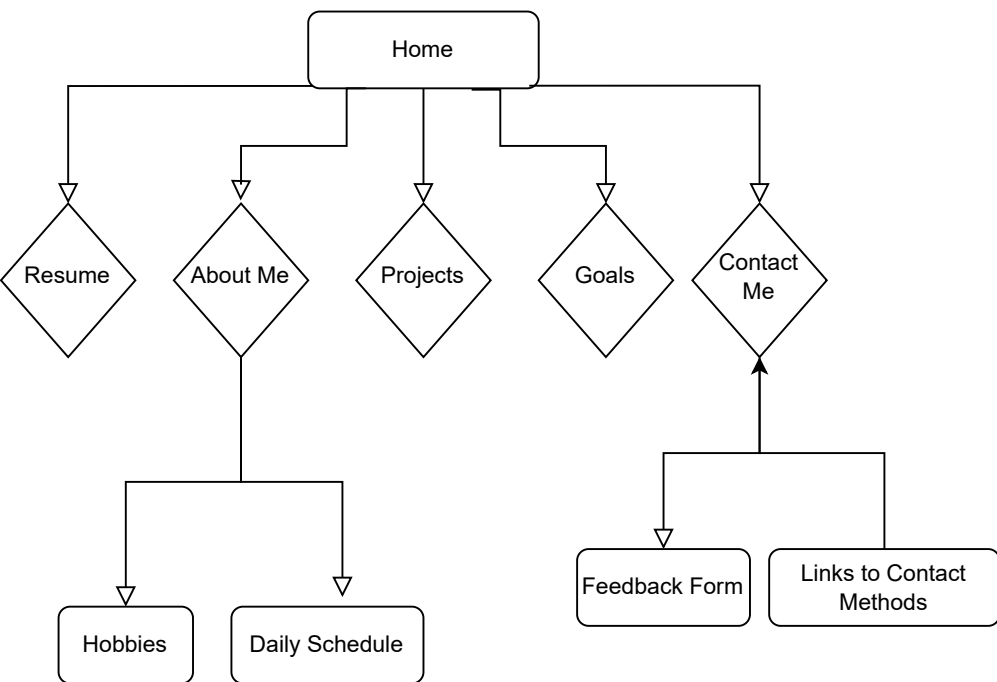 Home
Resume
About Me
Projects
Goals
Contact
Me
Feedback Form
Links to Contact
Methods
Hobbies
Daily Schedule